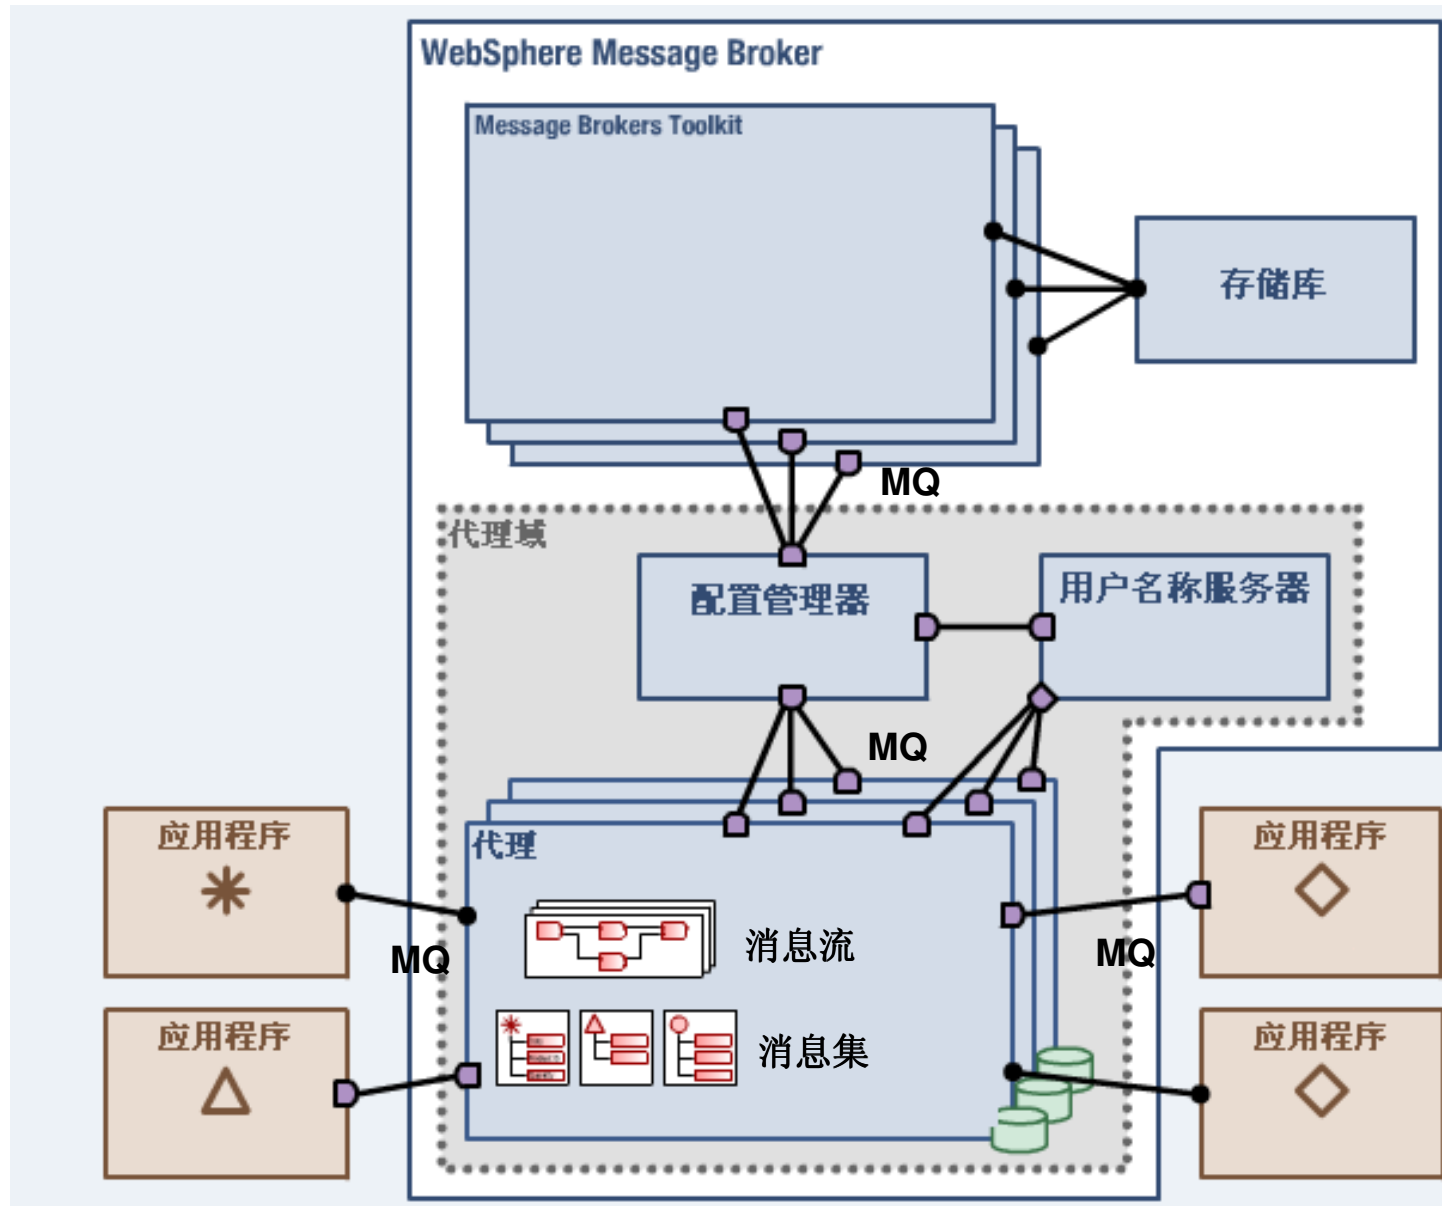 WebSphere Message Broker
Message Brokers Toolkit
存储库
MQ
代理域
配置管理器
用户名称服务器
MQ
应用程序
代理
应用程序
消息流
MQ
MQ
应用程序
消息集
应用程序